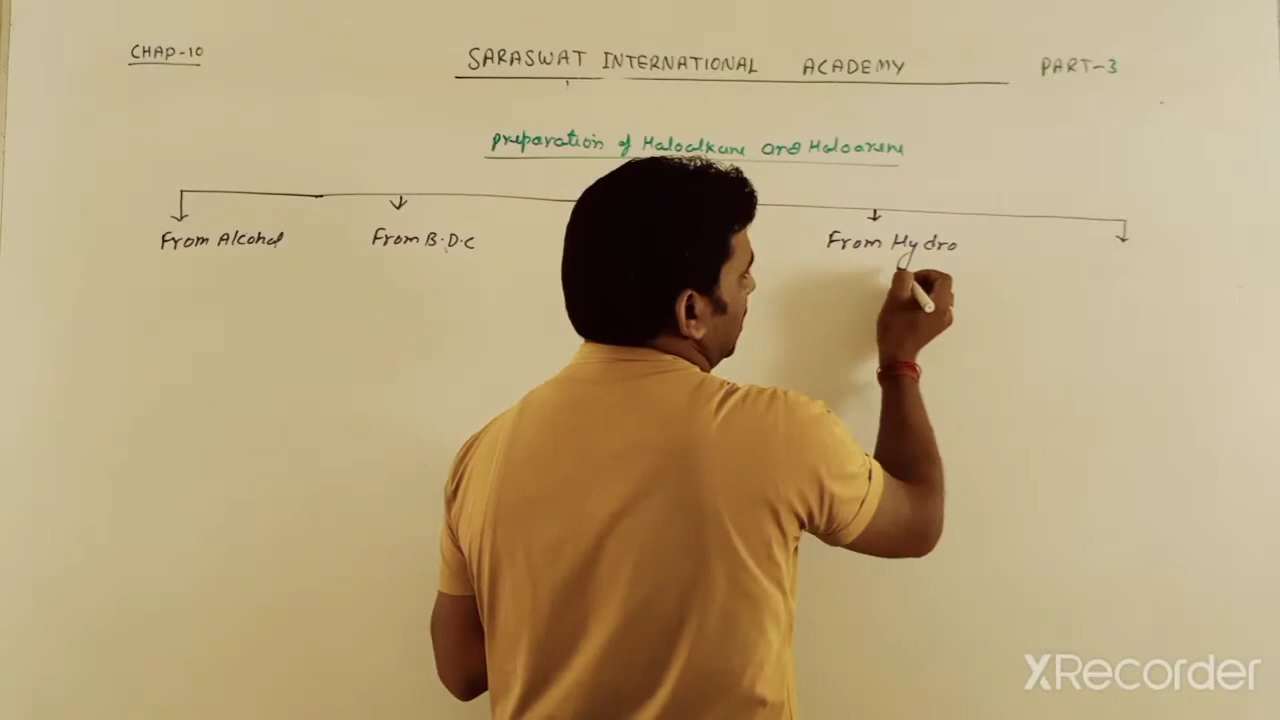 CHAP-10 SARASWAT INTERNATIONAL ACADEMY PART-3
preparation of Haloalkane and Haloarene
From Alcohol From B.D.C From Hydro
XRecorder